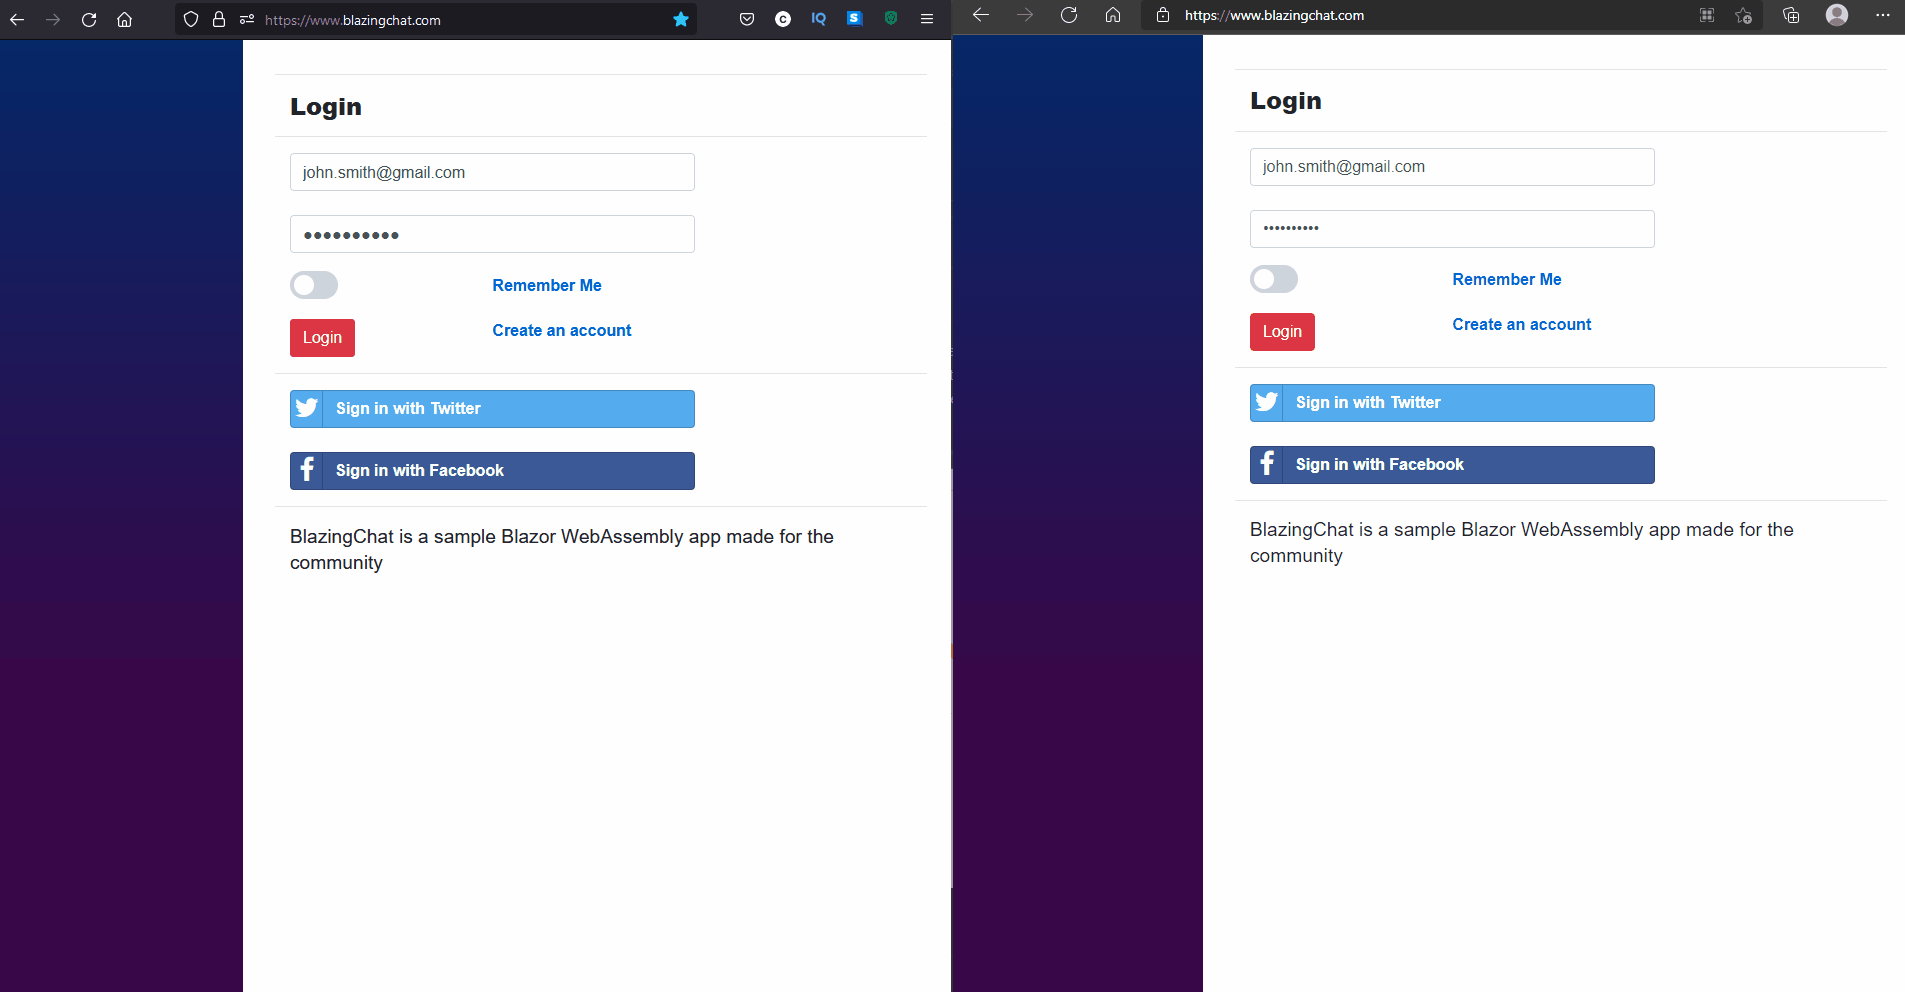 https://www.blazingchat.com
IQ
S
Login
john.smith@gmail.com
••••••••••
Remember Me
Login
Create an account
Sign in with Twitter
Sign in with Facebook
BlazingChat is a sample Blazor WebAssembly app made for the
community
https://www.blazingchat.com
Login
john.smith@gmail.com
••••••••••
Remember Me
Login
Create an account
Sign in with Twitter
Sign in with Facebook
BlazingChat is a sample Blazor WebAssembly app made for the
community